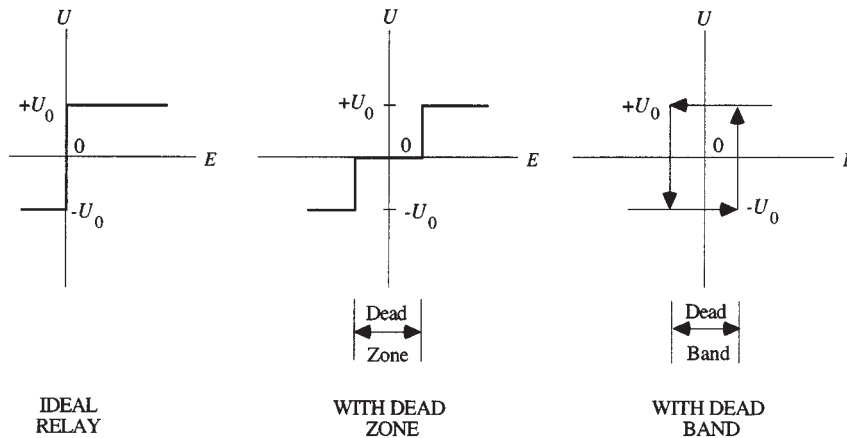 U
+U0
0
E
-U0
IDEAL
RELAY
U
+U0
0
E
-U0
Dead
Zone
WITH DEAD
ZONE
U
+U0
0
-U0
Dead
Band
WITH DEAD
BAND